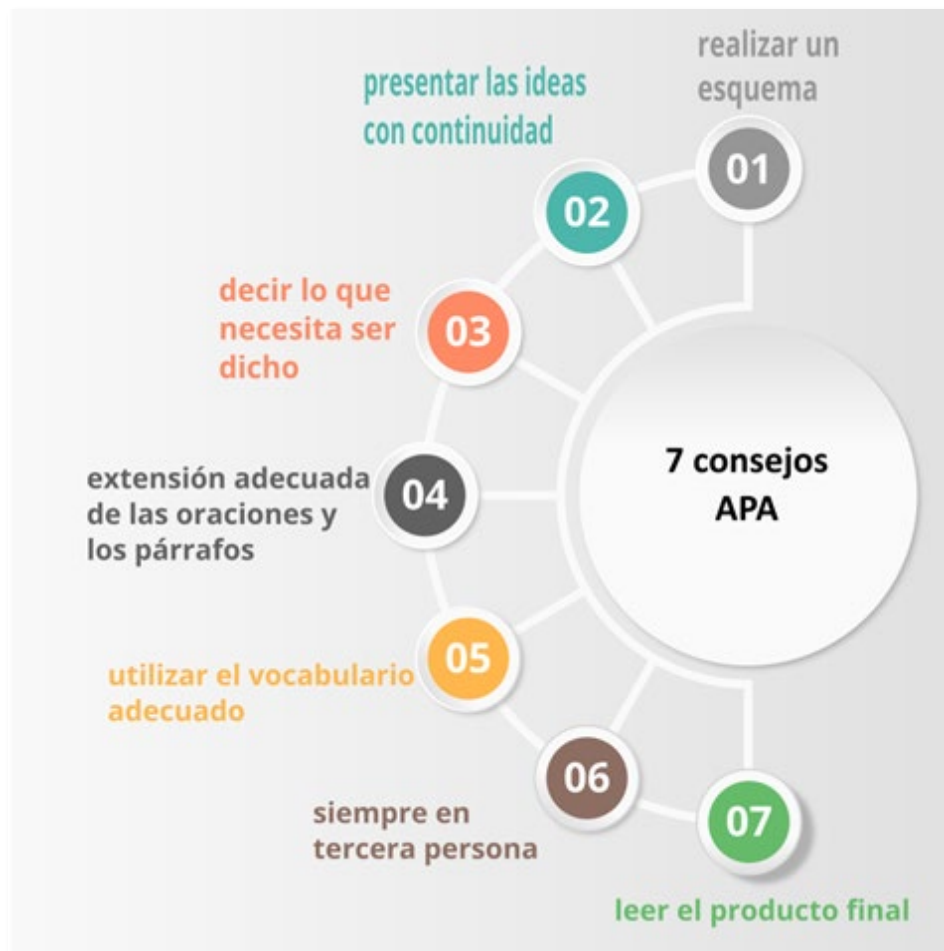 realizar un
esquema
01
presentar las ideas
con continuidad
02
decir lo que
necesita ser
dicho
03
7 consejos
APA
extensión adecuada
de las oraciones y
los párrafos
04
utilizar el vocabulario
adecuado
05
siempre en
tercera persona
06
07
leer el producto final